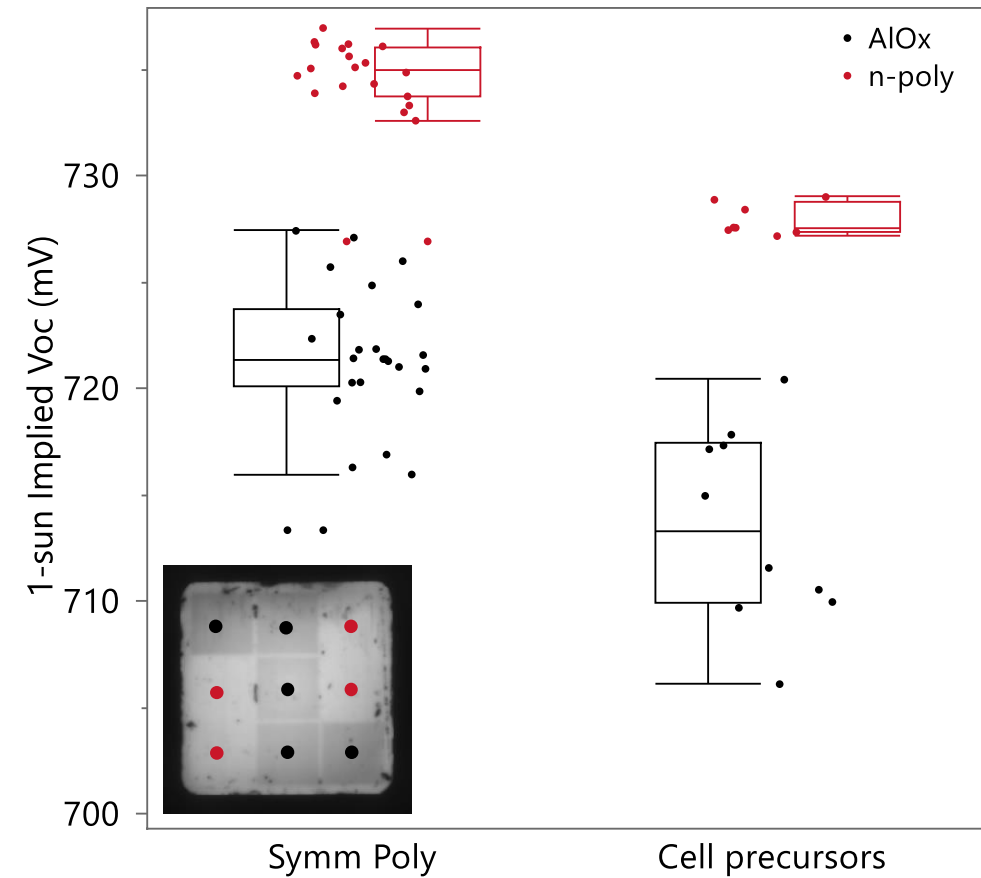 AlOx
n-poly
1-sun Implied Voc (mV)
730
720
710
700
Symm Poly
Cell precursors